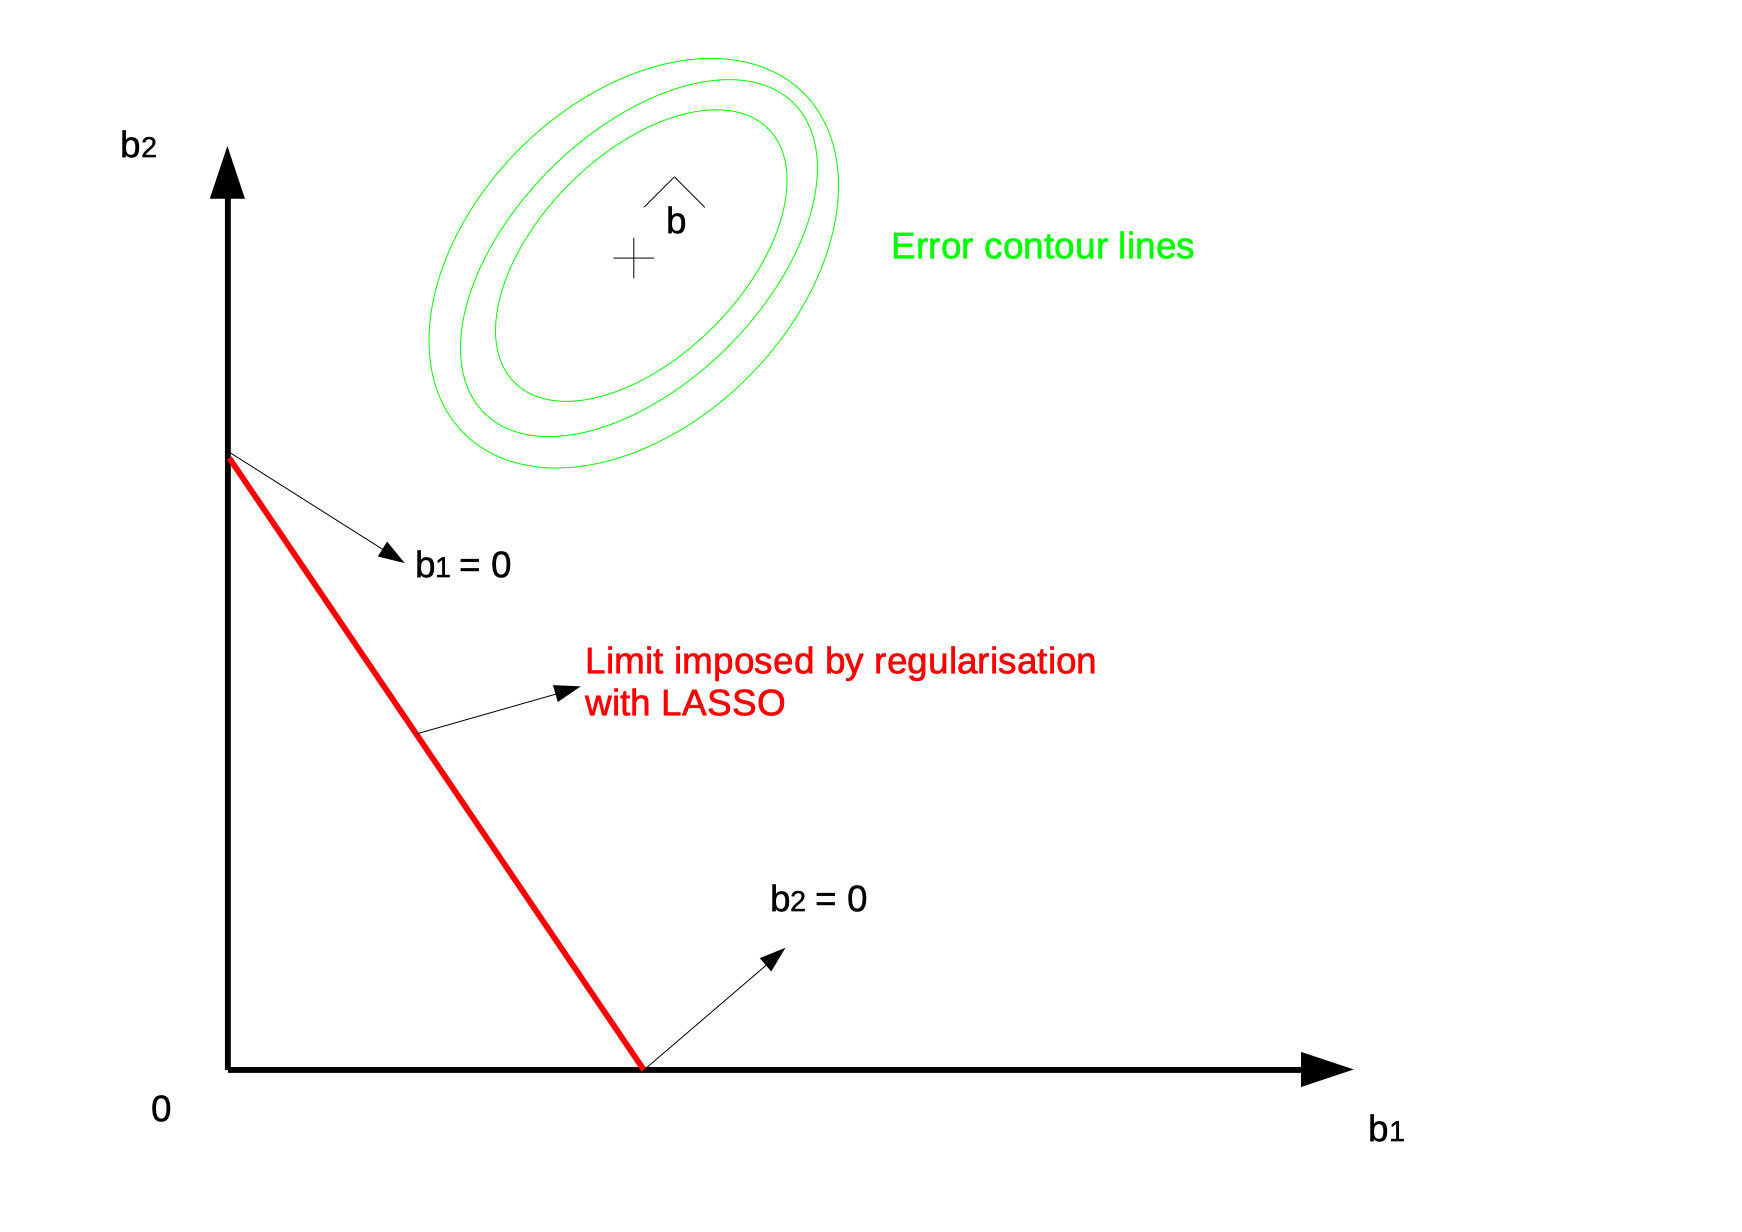 b2
b
Error contour lines
b1 = 0
Limit imposed by regularisation
with LASSO
b2 = 0
0
b1